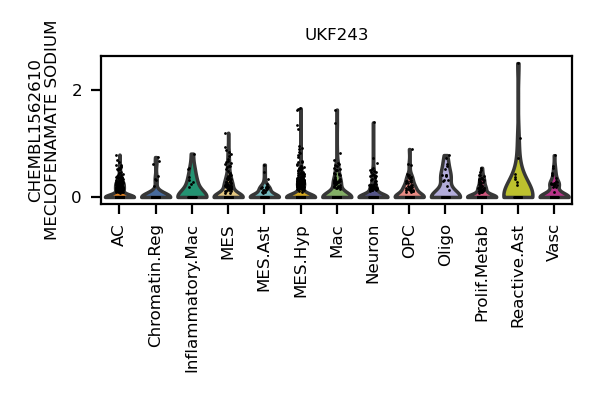 UKF243
CHEMBL1562610
MECLOFENAMATE SODIUM
2
0
AC
Chromatin.Reg
Inflammatory.Mac
MES
MES.Ast
MES.Hyp
Mac
Neuron
OPC
Oligo
Prolif.Metab
Reactive.Ast
Vasc